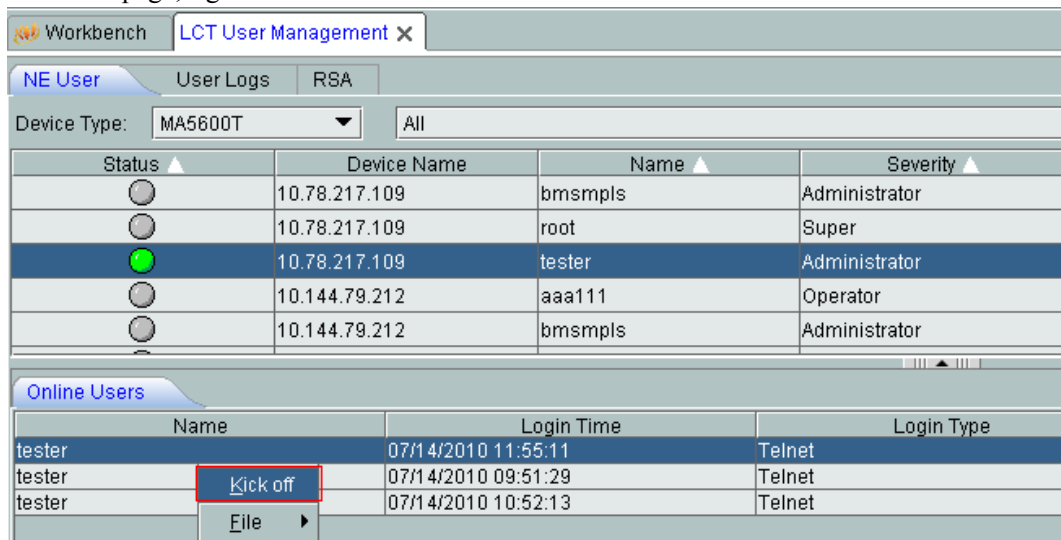 Workbench LCT User Management
NE User User Logs RSA
Device Type: MA5600T All
Status Device Name Name Severity
10.78.217.109 bmsmpls Administrator
10.78.217.109 root Super
10.78.217.109 tester Administrator
10.144.79.212 aaa111 Operator
10.144.79.212 bmsmpls Administrator
Online Users
Name Login Time Login Type
tester 07/14/2010 11:55:11 Telnet
tester 07/14/2010 09:51:29 Telnet
Kick off
tester 07/14/2010 10:52:13 Telnet
File